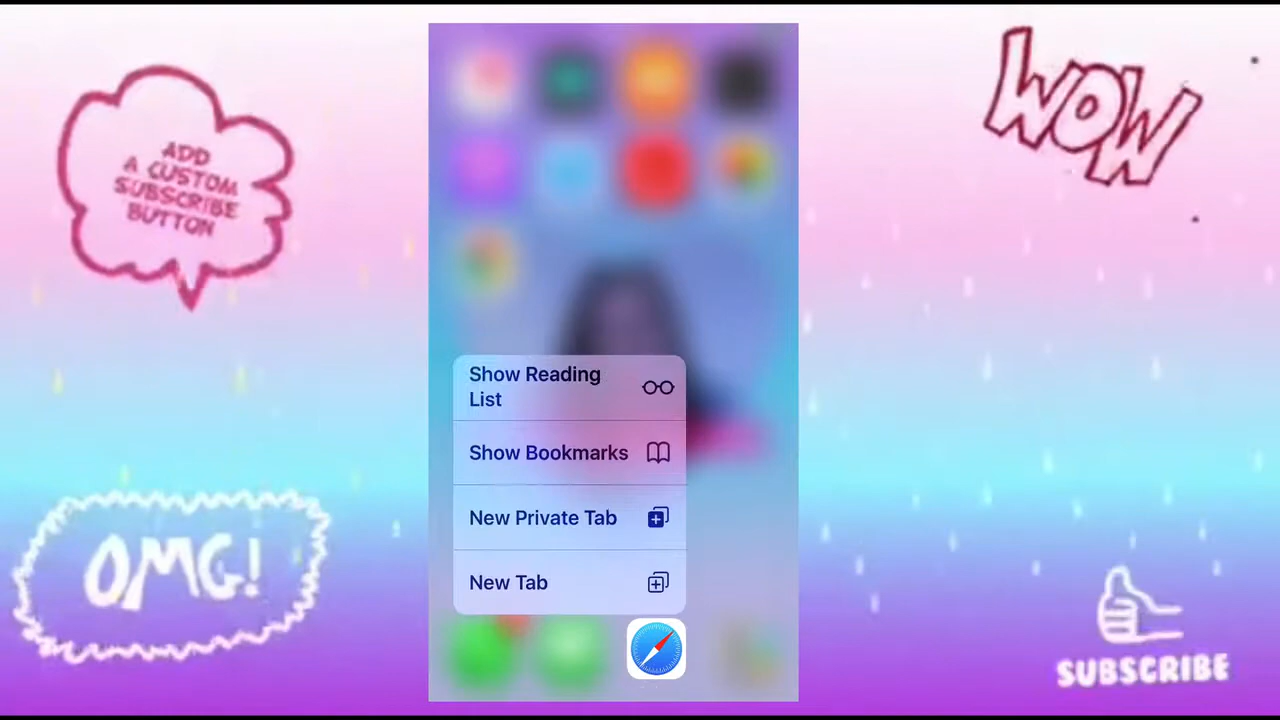 ADD
A CUSTOM
SUBSCRIBE
BUTTON
WOW
Show Reading
List
Show Bookmarks
New Private Tab
New Tab
OMG!
SUBSCRIBE